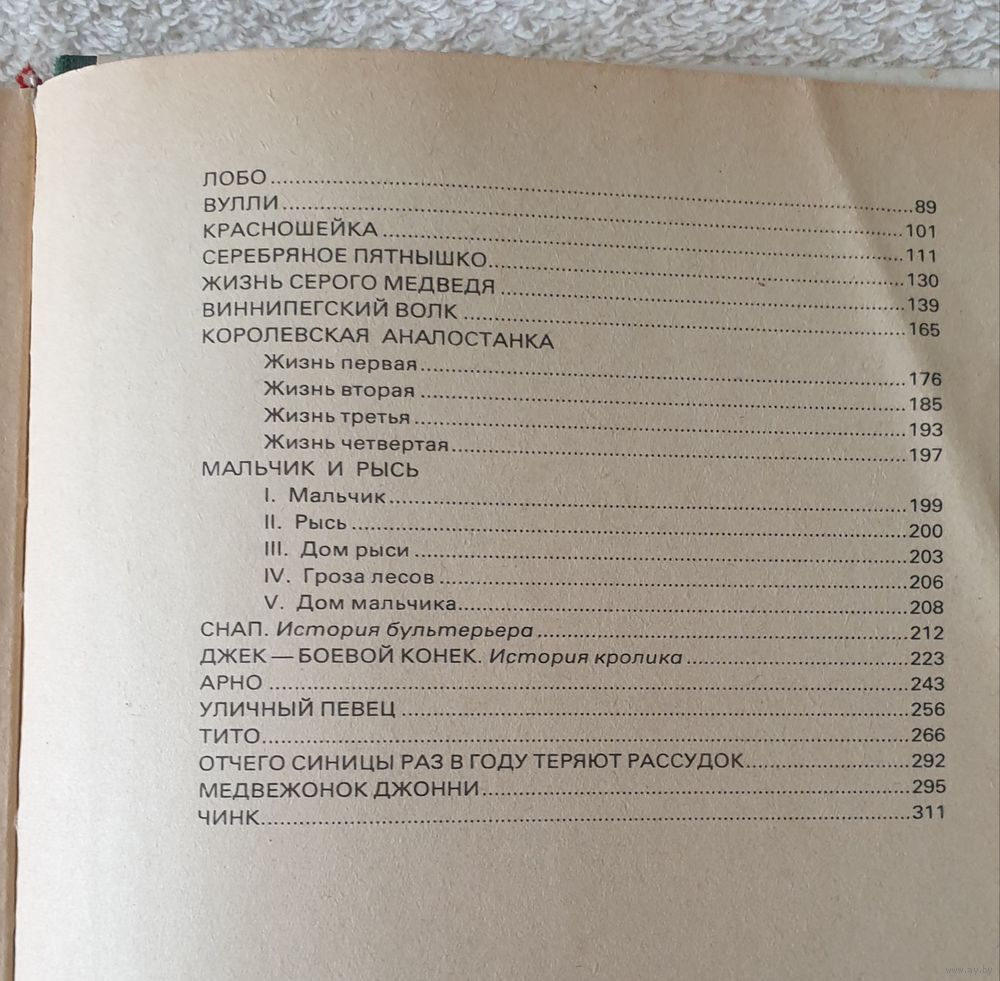 ЛОБО ... 89
ВУЛЛИ ... 101
КРАСНОШЕЙКА ... 111
СЕРЕБРЯНОЕ ПЯТНЫШКО ... 130
ЖИЗНЬ СЕРОГО МЕДВЕДЯ ... 139
ВИННИПЕГСКИЙ ВОЛК ... 165
КОРОЛЕВСКАЯ АНАЛОСТАНКА
Жизнь первая ... 176
Жизнь вторая ... 185
Жизнь третья ... 193
Жизнь четвертая ... 197
МАЛЬЧИК И РЫСЬ
I. Мальчик ... 199
II. Рысь ... 200
III. Дом рыси ... 203
IV. Гроза лесов ... 206
V. Дом мальчика ... 208
СНАП. История бультерьера ... 212
ДЖЕК — БОЕВОЙ КОНЕК. История кролика ... 223
АРНО ... 243
УЛИЧНЫЙ ПЕВЕЦ ... 256
ТИТО ... 266
ОТЧЕГО СИНИЦЫ РАЗ В ГОДУ ТЕРЯЮТ РАССУДОК ... 292
МЕДВЕЖОНОК ДЖОННИ ... 295
ЧИНК ... 311
www.ay.by